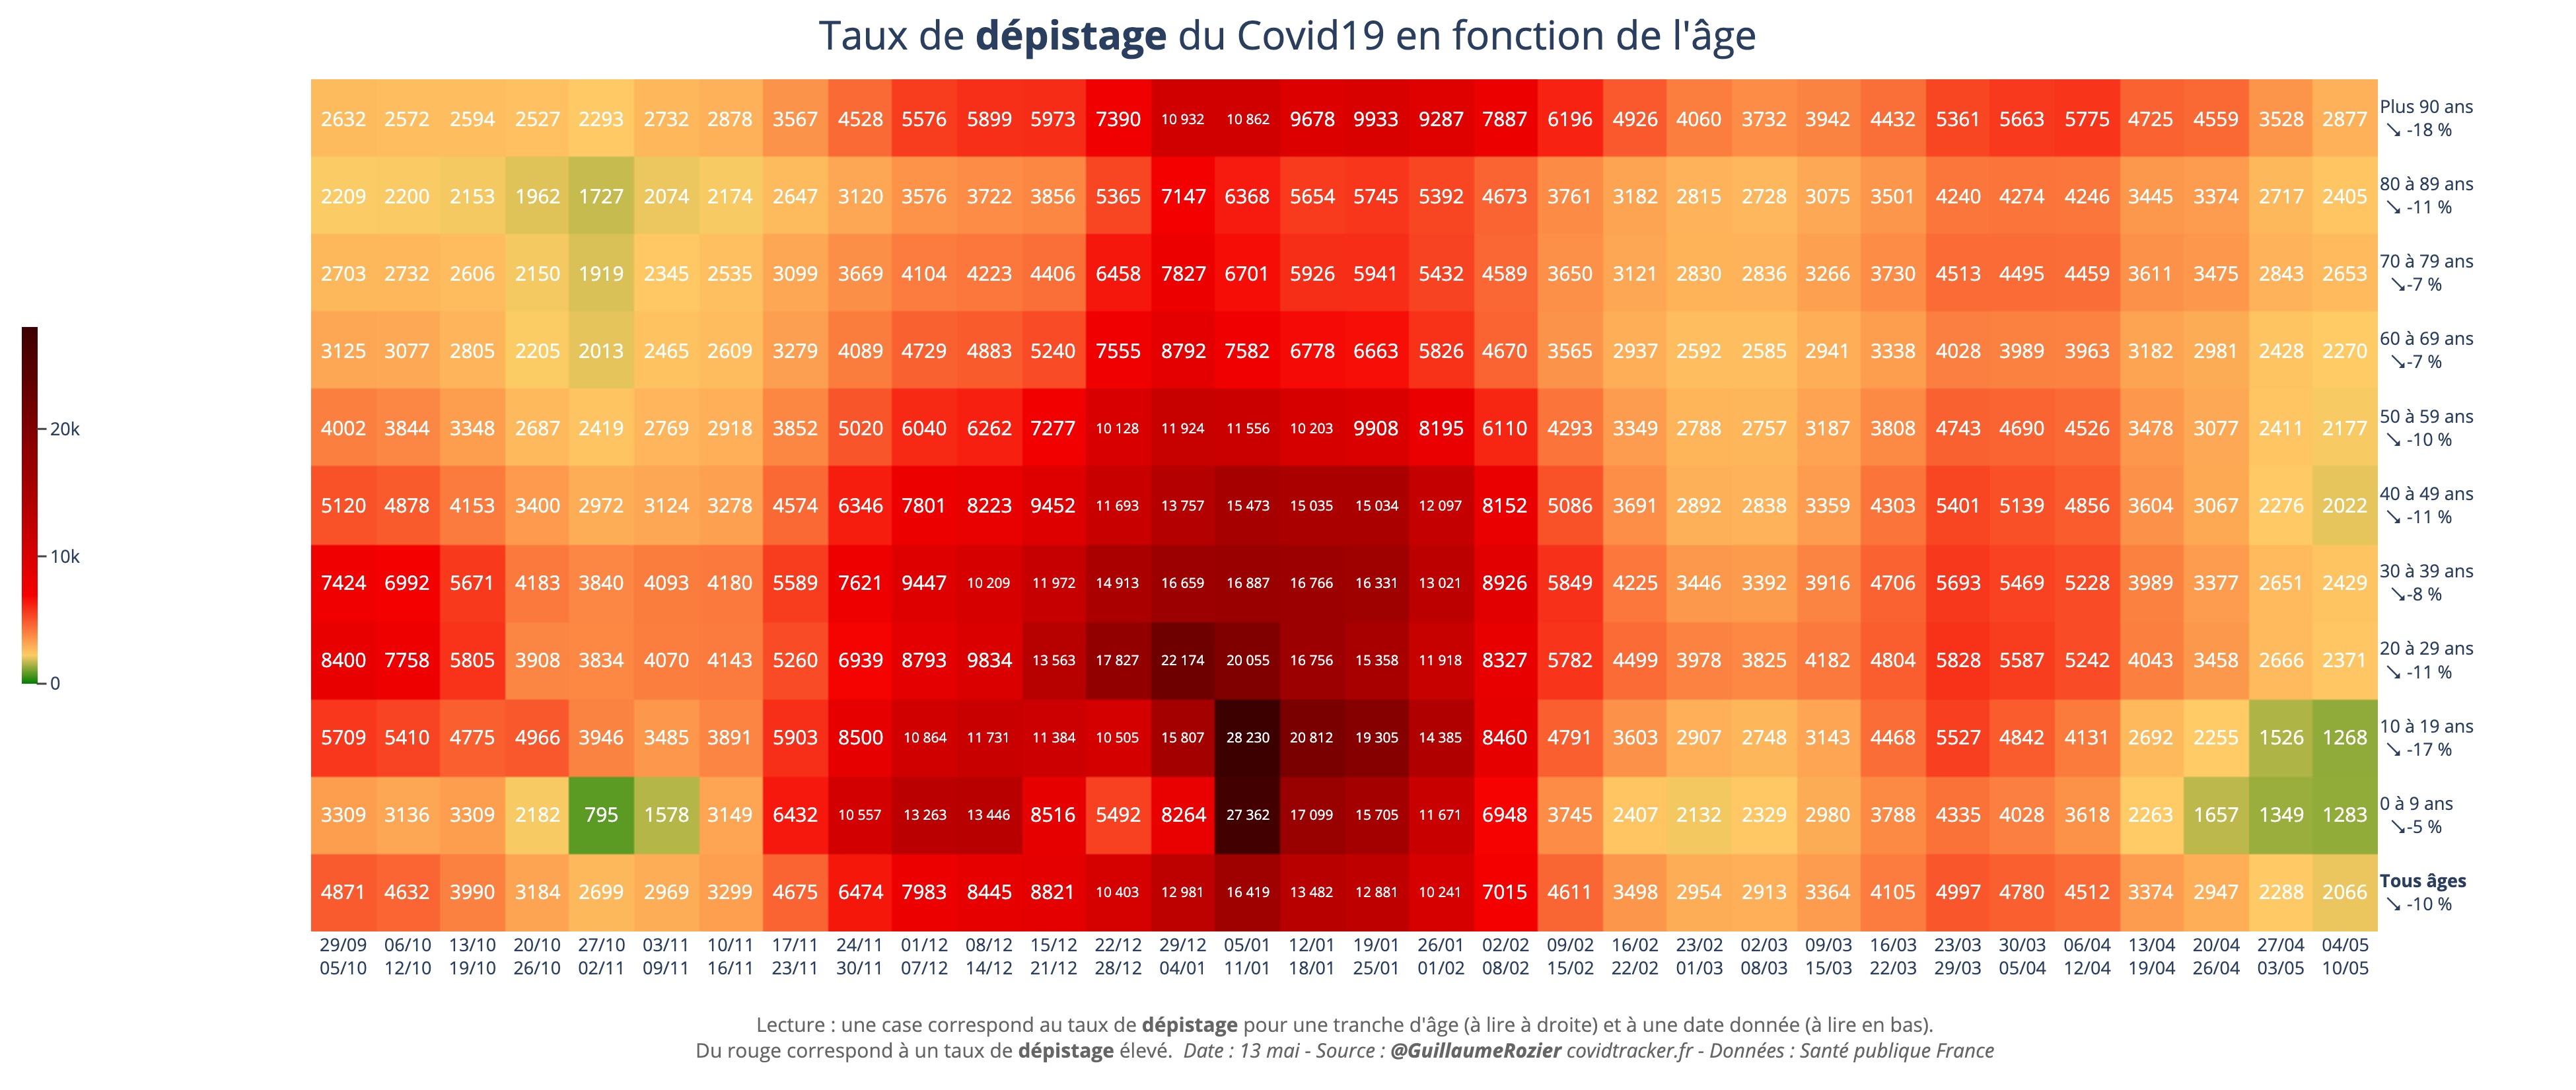 Taux de dépistage du Covid19 en fonction de l'âge
2632 2572 2594 2527 2293 2732 2878 3567 4528 5576 5899 5973 7390 10 932 10 862 9678 9933 9287 7887 6196 4926 4060 3732 3942 4432 5361 5663 5775 4725 4559 3528 2877 Plus 90 ans
↘ -18 %
2209 2200 2153 1962 1727 2074 2174 2647 3120 3576 3722 3856 5365 7147 6368 5654 5745 5392 4673 3761 3182 2815 2728 3075 3501 4240 4274 4246 3445 3374 2717 2405 80 à 89 ans
↘ -11 %
2703 2732 2606 2150 1919 2345 2535 3099 3669 4104 4223 4406 6458 7827 6701 5926 5941 5432 4589 3650 3121 2830 2836 3266 3730 4513 4495 4459 3611 3475 2843 2653 70 à 79 ans
↘-7 %
3125 3077 2805 2205 2013 2465 2609 3279 4089 4729 4883 5240 7555 8792 7582 6778 6663 5826 4670 3565 2937 2592 2585 2941 3338 4028 3989 3963 3182 2981 2428 2270 60 à 69 ans
↘-7 %
4002 3844 3348 2687 2419 2769 2918 3852 5020 6040 6262 7277 10 128 11 924 11 556 10 203 9908 8195 6110 4293 3349 2788 2757 3187 3808 4743 4690 4526 3478 3077 2411 2177 50 à 59 ans
↘ -10 %
20k
5120 4878 4153 3400 2972 3124 3278 4574 6346 7801 8223 9452 11 693 13 757 15 473 15 035 15 034 12 097 8152 5086 3691 2892 2838 3359 4303 5401 5139 4856 3604 3067 2276 2022 40 à 49 ans
↘ -11 %
10k
7424 6992 5671 4183 3840 4093 4180 5589 7621 9447 10 209 11 972 14 913 16 659 16 887 16 766 16 331 13 021 8926 5849 4225 3446 3392 3916 4706 5693 5469 5228 3989 3377 2651 2429 30 à 39 ans
↘-8 %
8400 7758 5805 3908 3834 4070 4143 5260 6939 8793 9834 13 563 17 827 22 174 20 055 16 756 15 358 11 918 8327 5782 4499 3978 3825 4182 4804 5828 5587 5242 4043 3458 2666 2371 20 à 29 ans
↘ -11 %
0
5709 5410 4775 4966 3946 3485 3891 5903 8500 10 864 11 731 11 384 10 505 15 807 28 230 20 812 19 305 14 385 8460 4791 3603 2907 2748 3143 4468 5527 4842 4131 2692 2255 1526 1268 10 à 19 ans
↘ -17 %
3309 3136 3309 2182 795 1578 3149 6432 10 557 13 263 13 446 8516 5492 8264 27 362 17 099 15 705 11 671 6948 3745 2407 2132 2329 2980 3788 4335 4028 3618 2263 1657 1349 1283 0 à 9 ans
↘-5 %
4871 4632 3990 3184 2699 2969 3299 4675 6474 7983 8445 8821 10 403 12 981 16 419 13 482 12 881 10 241 7015 4611 3498 2954 2913 3364 4105 4997 4780 4512 3374 2947 2288 2066 Tous âges
↘ -10 %
29/09 06/10 13/10 20/10 27/10 03/11 10/11 17/11 24/11 01/12 08/12 15/12 22/12 29/12 05/01 12/01 19/01 26/01 02/02 09/02 16/02 23/02 02/03 09/03 16/03 23/03 30/03 06/04 13/04 20/04 27/04 04/05
05/10 12/10 19/10 26/10 02/11 09/11 16/11 23/11 30/11 07/12 14/12 21/12 28/12 04/01 11/01 18/01 25/01 01/02 08/02 15/02 22/02 01/03 08/03 15/03 22/03 29/03 05/04 12/04 19/04 26/04 03/05 10/05
Lecture : une case correspond au taux de dépistage pour une tranche d'âge (à lire à droite) et à une date donnée (à lire en bas).
Du rouge correspond à un taux de dépistage élevé. Date : 13 mai - Source : @GuillaumeRozier covidtracker.fr - Données : Santé publique France